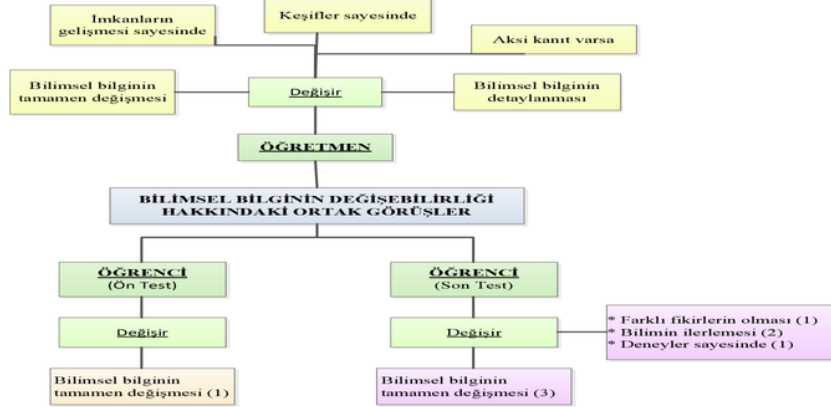 İmkanların
gelişmesi sayesinde
Keşifler sayesinde
Aksi kanıt varsa
Bilimsel bilginin
tamamen değişmesi
Değişir
Bilimsel bilginin
detaylanması
ÖĞRETMEN
BİLİMSEL BİLGİNİN DEĞİŞEBİLİRLİĞİ
HAKKINDAKİ ORTAK GÖRÜŞLER
ÖĞRENCİ
(Ön Test)
ÖĞRENCİ
(Son Test)
Değişir
Değişir
* Farklı fikirlerin olması (1)
* Bilimin ilerlemesi (2)
* Deneyler sayesinde (1)
Bilimsel bilginin
tamamen değişmesi (1)
Bilimsel bilginin
tamamen değişmesi (3)